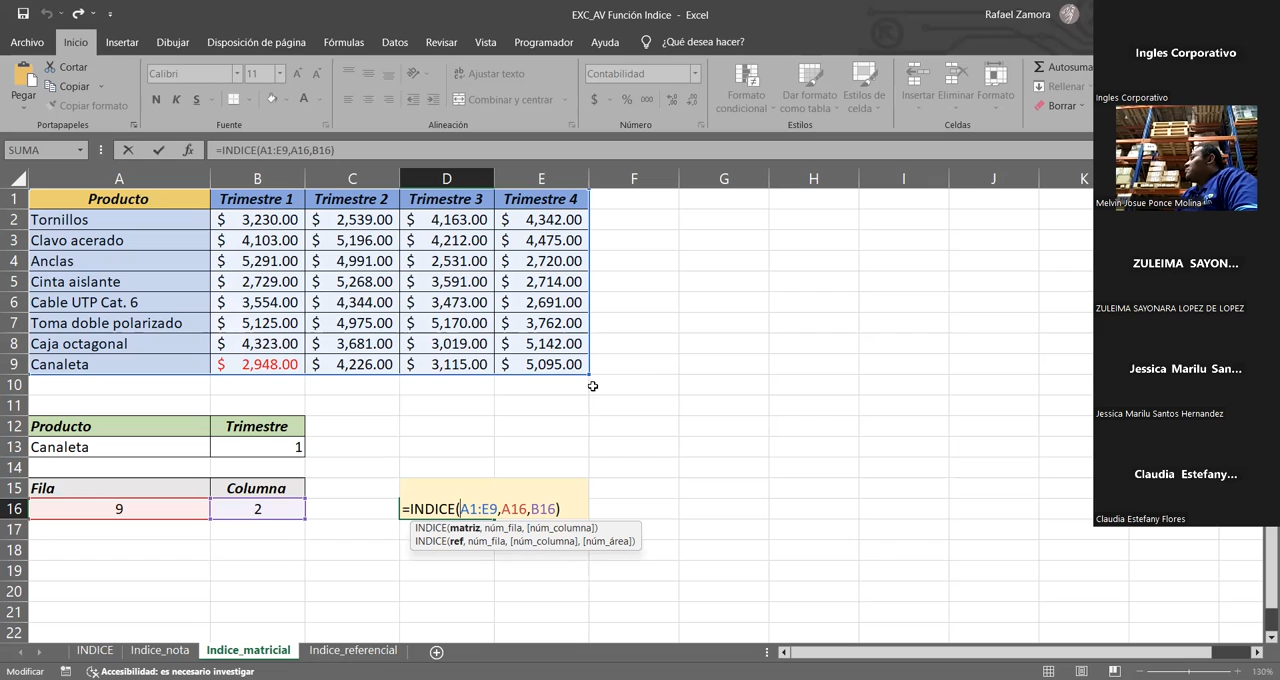 EXC_AV Función Indice - Excel
Rafael Zamora
Archivo Inicio Insertar Dibujar Disposición de página Fórmulas Datos Revisar Vista Programador Ayuda ¿Qué desea hacer?
Pegar
Cortar
Copiar
Copiar formato
Portapapeles
Calibri 11
N K S
Fuente
Ajustar texto
Combinar y centrar
Alineación
Contabilidad
$ % 000
Número
Formato condicional
Dar formato como tabla
Estilos de celda
Estilos
Insertar Eliminar Formato
Celdas
Autosuma
Rellenar
Borrar
SUMA fx =INDICE(A1:E9,A16,B16)
A B C D E F G H I J K
1 Producto Trimestre 1 Trimestre 2 Trimestre 3 Trimestre 4
2 Tornillos $ 3,230.00 $ 2,539.00 $ 4,163.00 $ 4,342.00
3 Clavo acerado $ 4,103.00 $ 5,196.00 $ 4,212.00 $ 4,475.00
4 Anclas $ 5,291.00 $ 4,991.00 $ 2,531.00 $ 2,720.00
5 Cinta aislante $ 2,729.00 $ 5,268.00 $ 3,591.00 $ 2,714.00
6 Cable UTP Cat. 6 $ 3,554.00 $ 4,344.00 $ 3,473.00 $ 2,691.00
7 Toma doble polarizado $ 5,125.00 $ 4,975.00 $ 5,170.00 $ 3,762.00
8 Caja octagonal $ 4,323.00 $ 3,681.00 $ 3,019.00 $ 5,142.00
9 Canaleta $ 2,948.00 $ 4,226.00 $ 3,115.00 $ 5,095.00
10
11
12 Producto Trimestre
13 Canaleta 1
14
15 Fila Columna
16 9 2 =INDICE(A1:E9,A16,B16)
INDICE(matriz, núm_fila, [núm_columna])
INDICE(ref, núm_fila, [núm_columna], [núm_área])
17
18
19
20
21
22
INDICE Indice_nota Indice_matricial Indice_referencial
Modificar Accesibilidad: es necesario investigar 130%
Ingles Corporativo
Ingles Corporativo
Melvin Josue Ponce Molina
ZULEIMA SAYON...
ZULEIMA SAYONARA LOPEZ DE LOPEZ
Jessica Marilu San...
Jessica Marilu Santos Hernandez
Claudia Estefany...
Claudia Estefany Flores